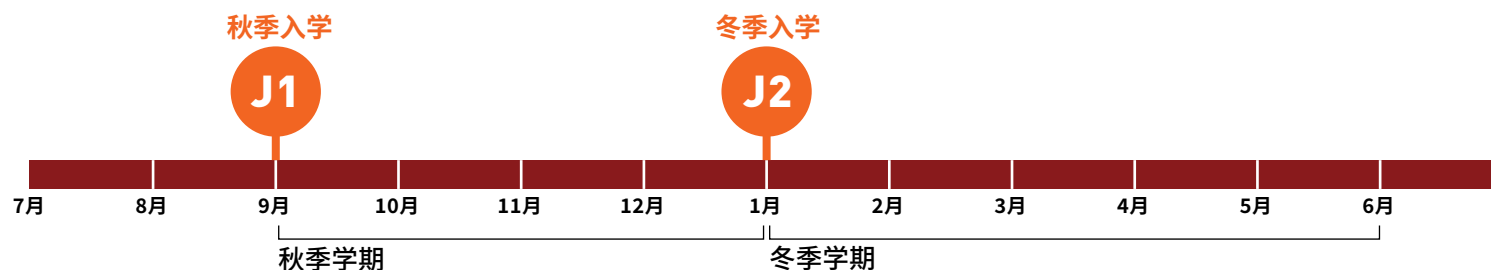 秋季入学
冬季入学
J1
J2
7月
8月
9月
10月
11月
12月
1月
2月
3月
4月
5月
6月
秋季学期
冬季学期